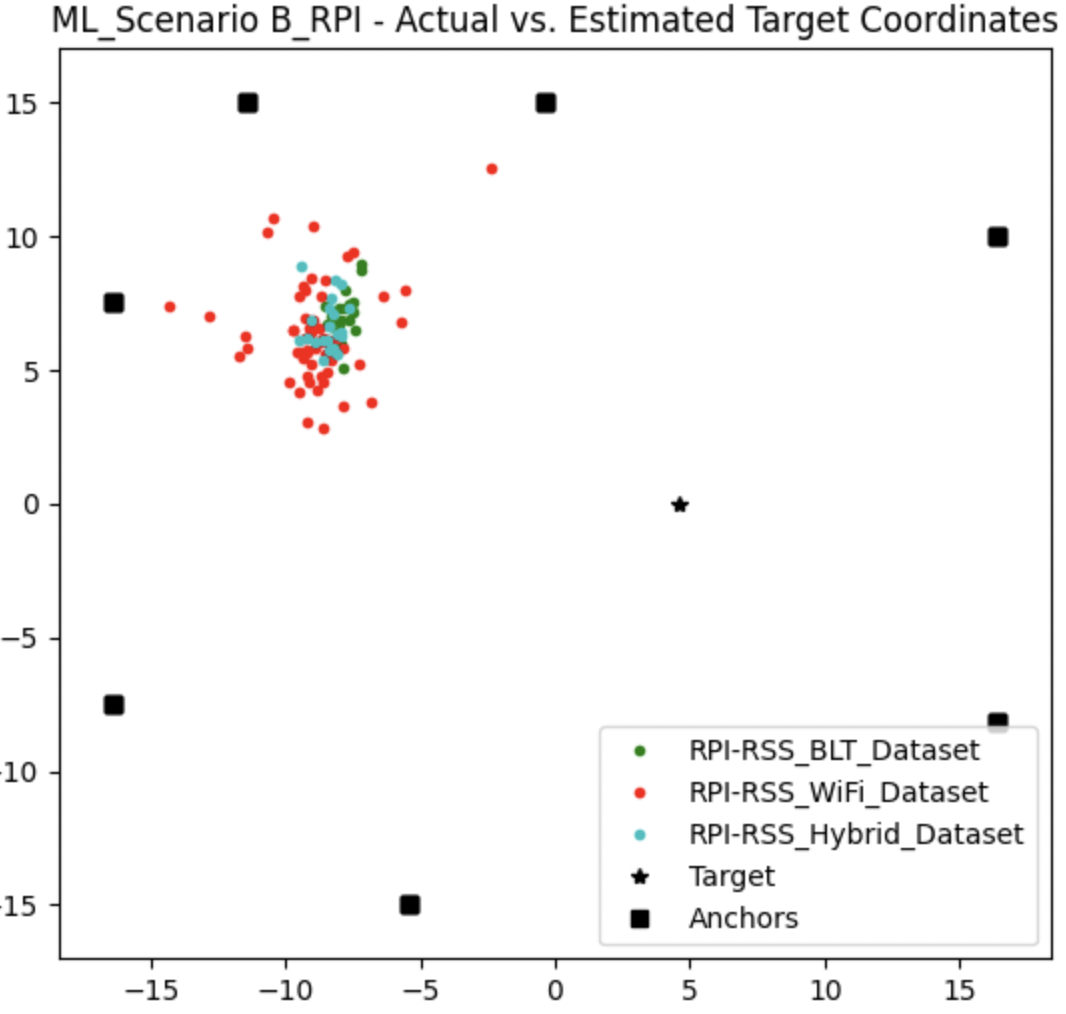 ML_Scenario B_RPI - Actual vs. Estimated Target Coordinates
15
10
5
0
−5
10
15
−15
−10
−5
0
5
10
15
RPI-RSS_BLT_Dataset
RPI-RSS_WiFi_Dataset
RPI-RSS_Hybrid_Dataset
Target
Anchors